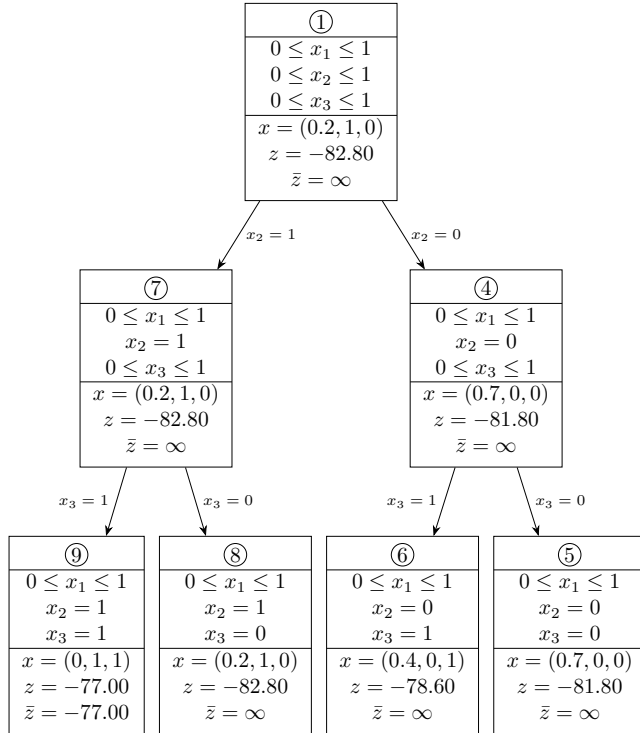 ①
0 ≤ x₁ ≤ 1
0 ≤ x₂ ≤ 1
0 ≤ x₃ ≤ 1
x = (0.2, 1, 0)
z = −82.80
z̄ = ∞
x₂ = 1
x₂ = 0
⑦
0 ≤ x₁ ≤ 1
x₂ = 1
0 ≤ x₃ ≤ 1
x = (0.2, 1, 0)
z = −82.80
z̄ = ∞
④
0 ≤ x₁ ≤ 1
x₂ = 0
0 ≤ x₃ ≤ 1
x = (0.7, 0, 0)
z = −81.80
z̄ = ∞
x₃ = 1
x₃ = 0
x₃ = 1
x₃ = 0
⑨
0 ≤ x₁ ≤ 1
x₂ = 1
x₃ = 1
x = (0, 1, 1)
z = −77.00
z̄ = −77.00
⑧
0 ≤ x₁ ≤ 1
x₂ = 1
x₃ = 0
x = (0.2, 1, 0)
z = −82.80
z̄ = ∞
⑥
0 ≤ x₁ ≤ 1
x₂ = 0
x₃ = 1
x = (0.4, 0, 1)
z = −78.60
z̄ = ∞
⑤
0 ≤ x₁ ≤ 1
x₂ = 0
x₃ = 0
x = (0.7, 0, 0)
z = −81.80
z̄ = ∞